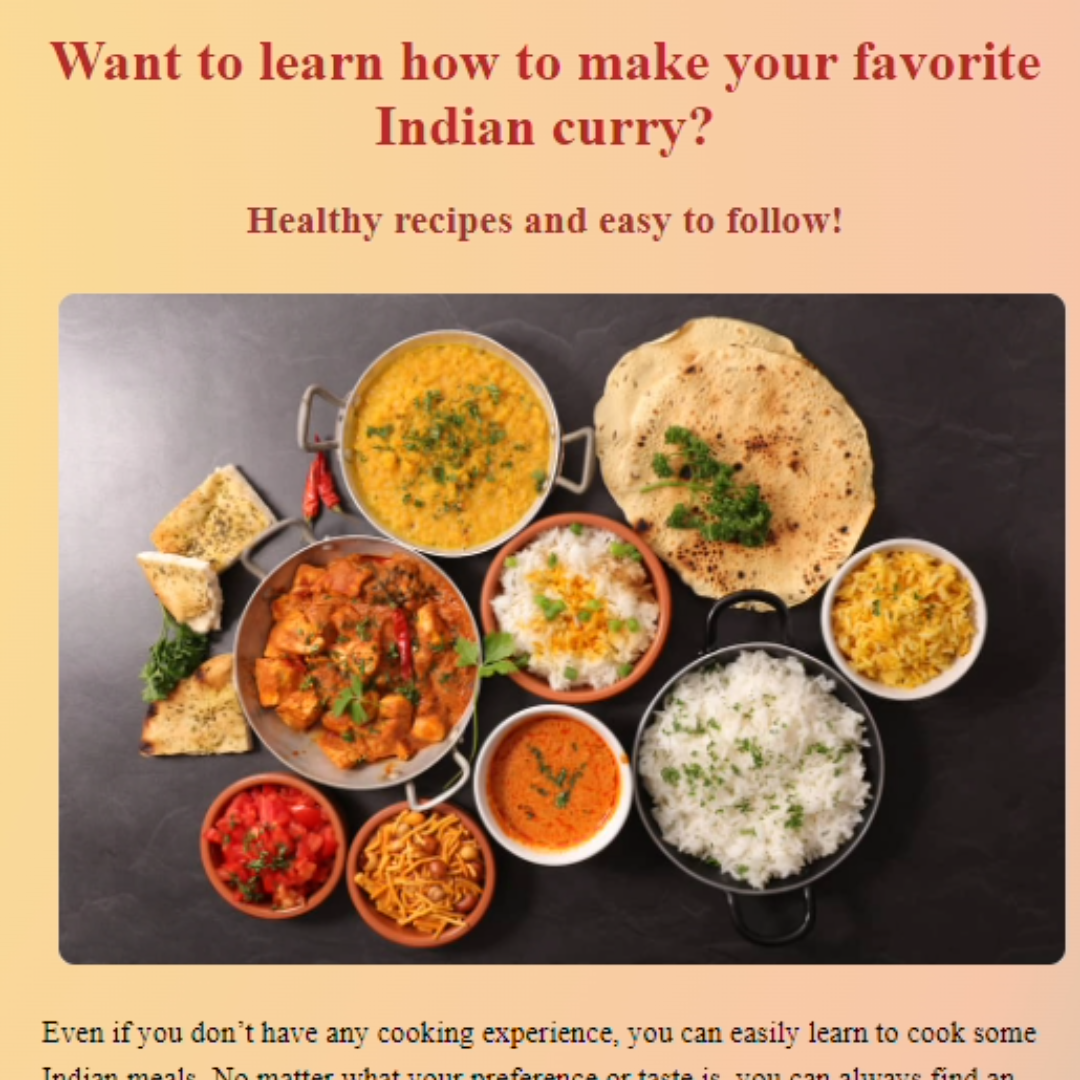 Want to learn how to make your favorite
Indian curry?
Healthy recipes and easy to follow!
Even if you don’t have any cooking experience, you can easily learn to cook some
Indian meals. No matter what your preference or taste is, you can always find an